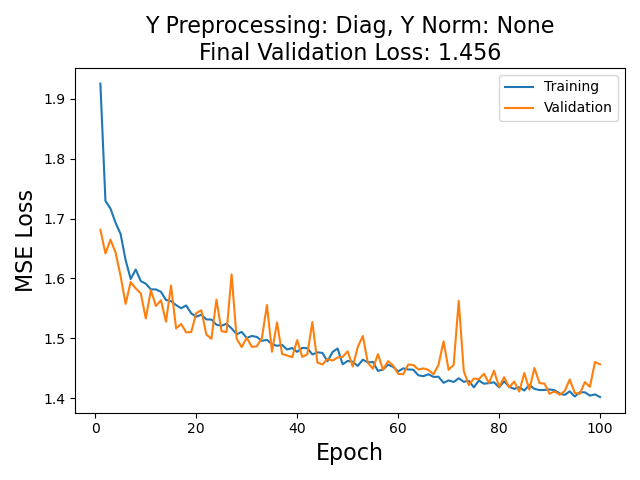 Y Preprocessing: Diag, Y Norm: None
Final Validation Loss: 1.456
Training
Validation
MSE Loss
1.9
1.8
1.7
1.6
1.5
1.4
0
20
40
60
80
100
Epoch